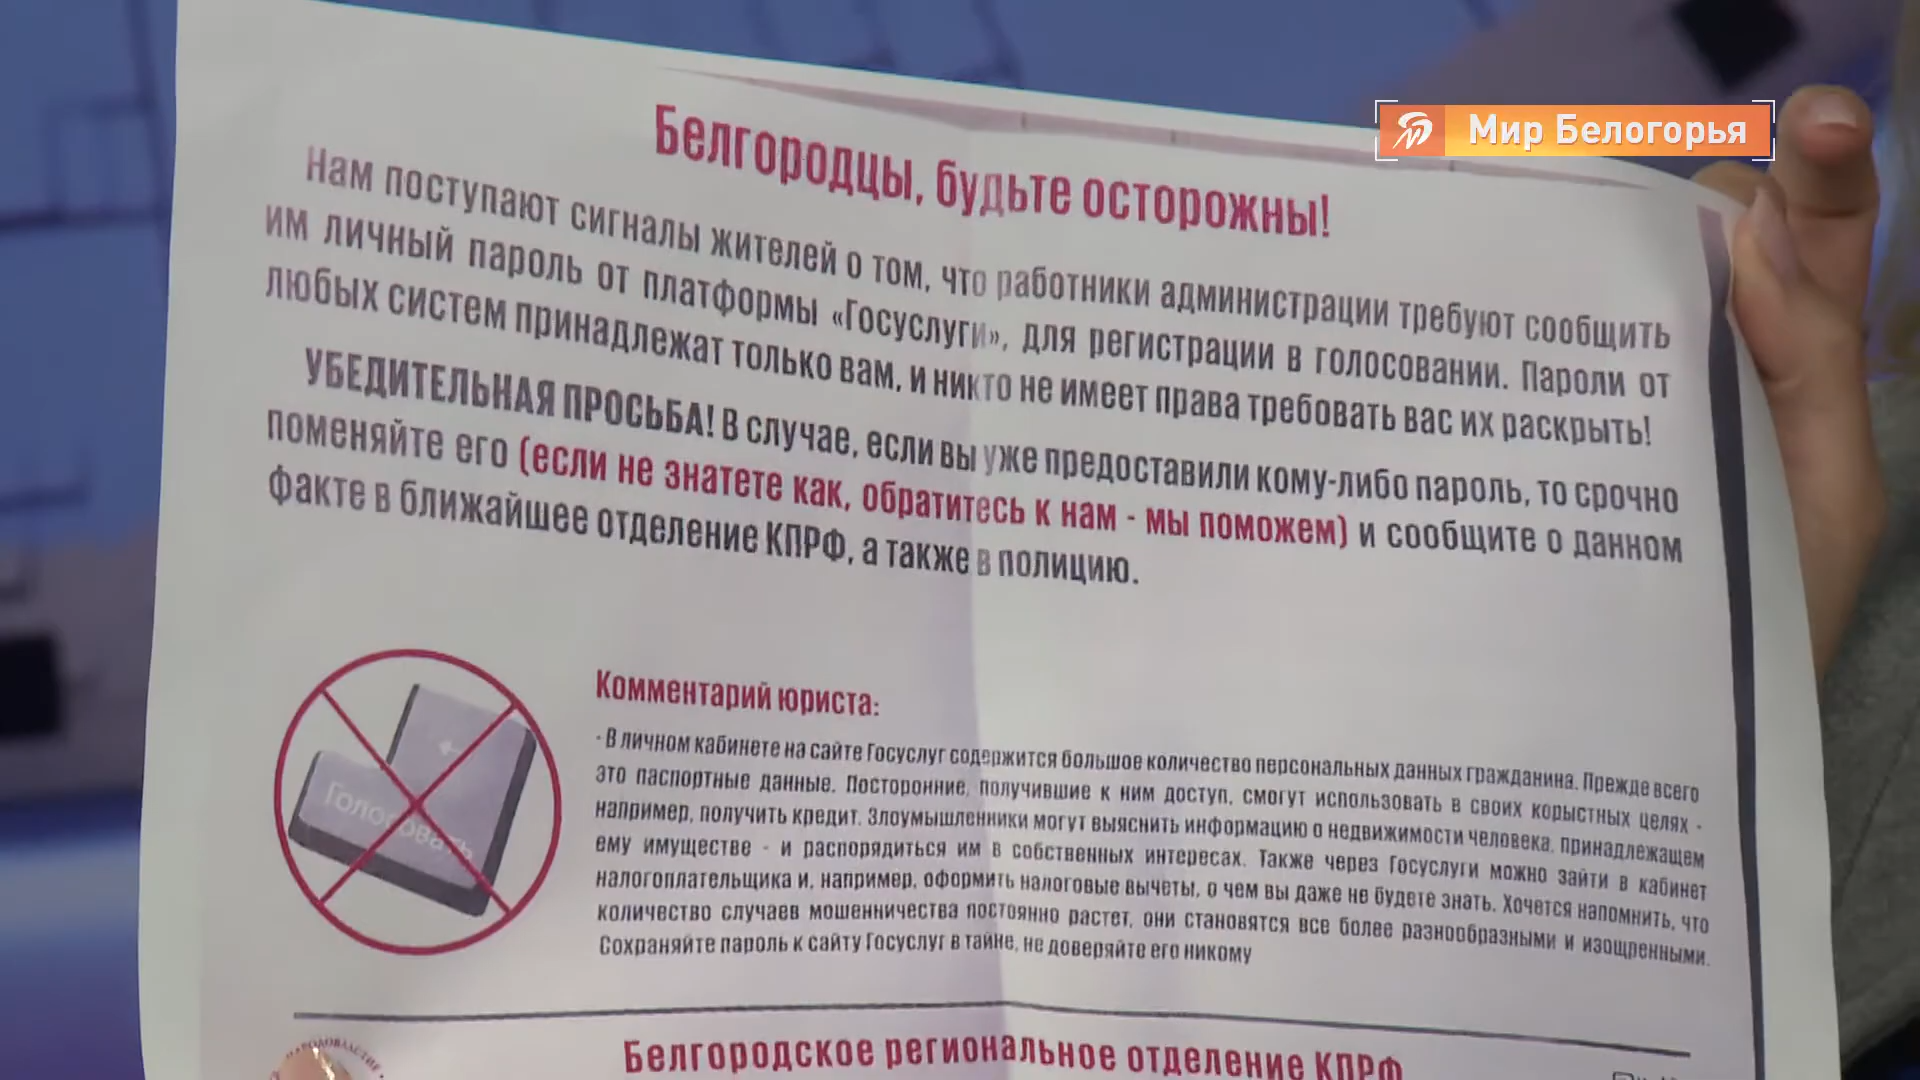 Мир Белогорья
Белгородцы, будьте осторожны!
Нам поступают сигналы жителей о том, что работники администрации требуют сообщить
им личный пароль от платформы «Госуслуги», для регистрации в голосовании. Пароли от
любых систем принадлежат только вам, и никто не имеет права требовать вас их раскрыть!
УБЕДИТЕЛЬНАЯ ПРОСЬБА! В случае, если вы уже предоставили кому-либо пароль, то срочно
поменяйте его (если не знатете как, обратитесь к нам - мы поможем) и сообщите о данном
факте в ближайшее отделение КПРФ, а также в полицию.
Голосовать
Комментарий юриста:
- В личном кабинете на сайте Госуслуг содержится большое количество персональных данных гражданина. Прежде всего
это паспортные данные. Посторонние, получившие к ним доступ, смогут использовать в своих корыстных целях -
например, получить кредит. Злоумышленники могут выяснить информацию о недвижимости человека, принадлежащем
ему имуществе - и распорядиться им в собственных интересах. Также через Госуслуги можно зайти в кабинет
налогоплательщика и, например, оформить налоговые вычеты, о чем вы даже не будете знать. Хочется напомнить, что
количество случаев мошенничества постоянно растет, они становятся все более разнообразными и изощренными.
Сохраняйте пароль к сайту Госуслуг в тайне, не доверяйте его никому
Белгородское региональное отделение КПРФ